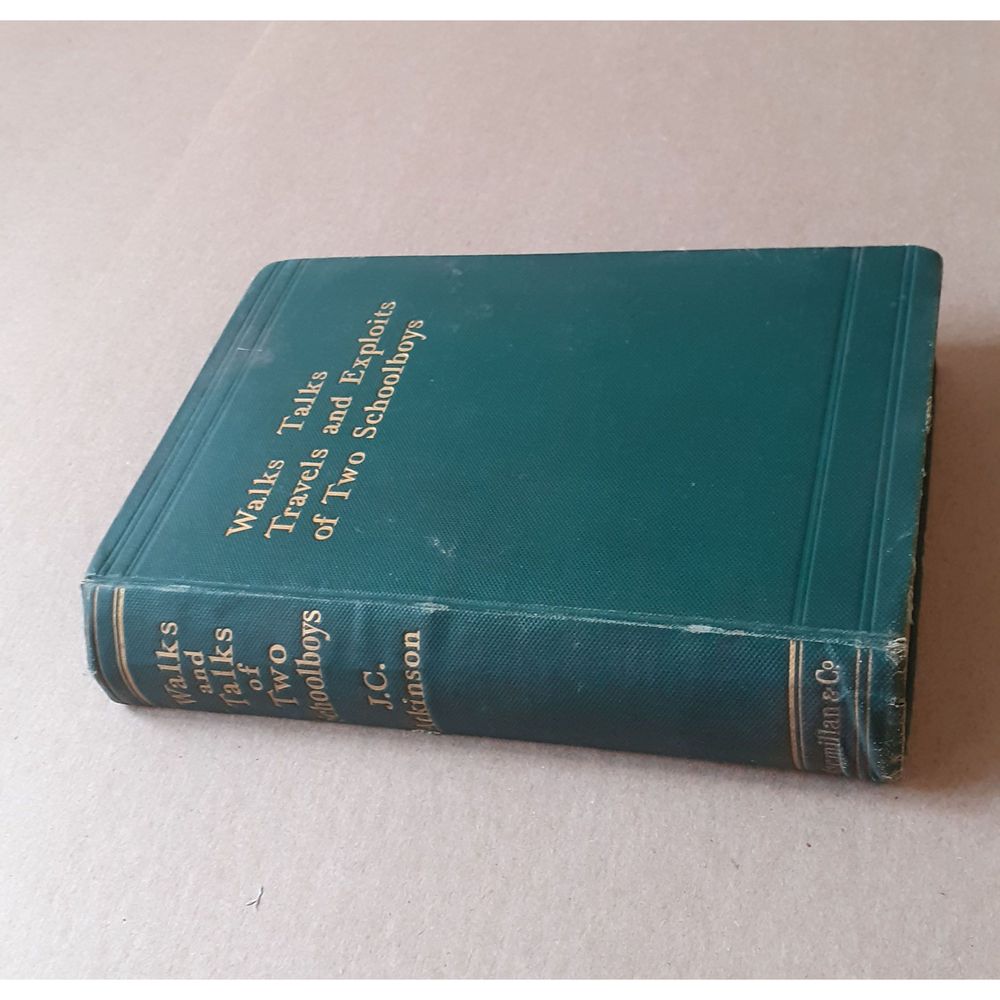 Walks Talks
Travels and Exploits
of Two Schoolboys
Walks
and
Talks
of
Two
Schoolboys
J.C.
Atkinson
Macmillan & Co